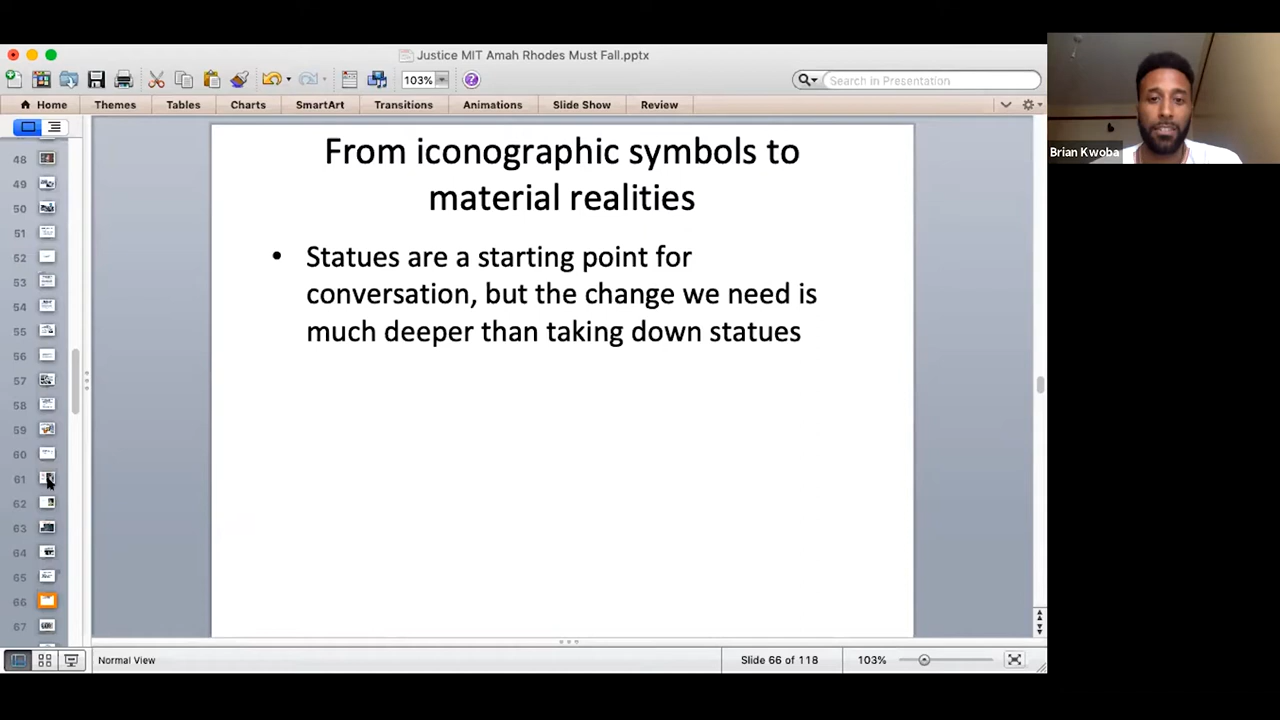 Justice MIT Amah Rhodes Must Fall.pptx
103%
Search in Presentation
Home Themes Tables Charts SmartArt Transitions Animations Slide Show Review
48
49
50
51
52
53
54
55
56
57
58
59
60
61
62
63
64
65
66
67
From iconographic symbols to
material realities
• Statues are a starting point for
conversation, but the change we need is
much deeper than taking down statues
Normal View
Slide 66 of 118
103%
Brian Kwoba